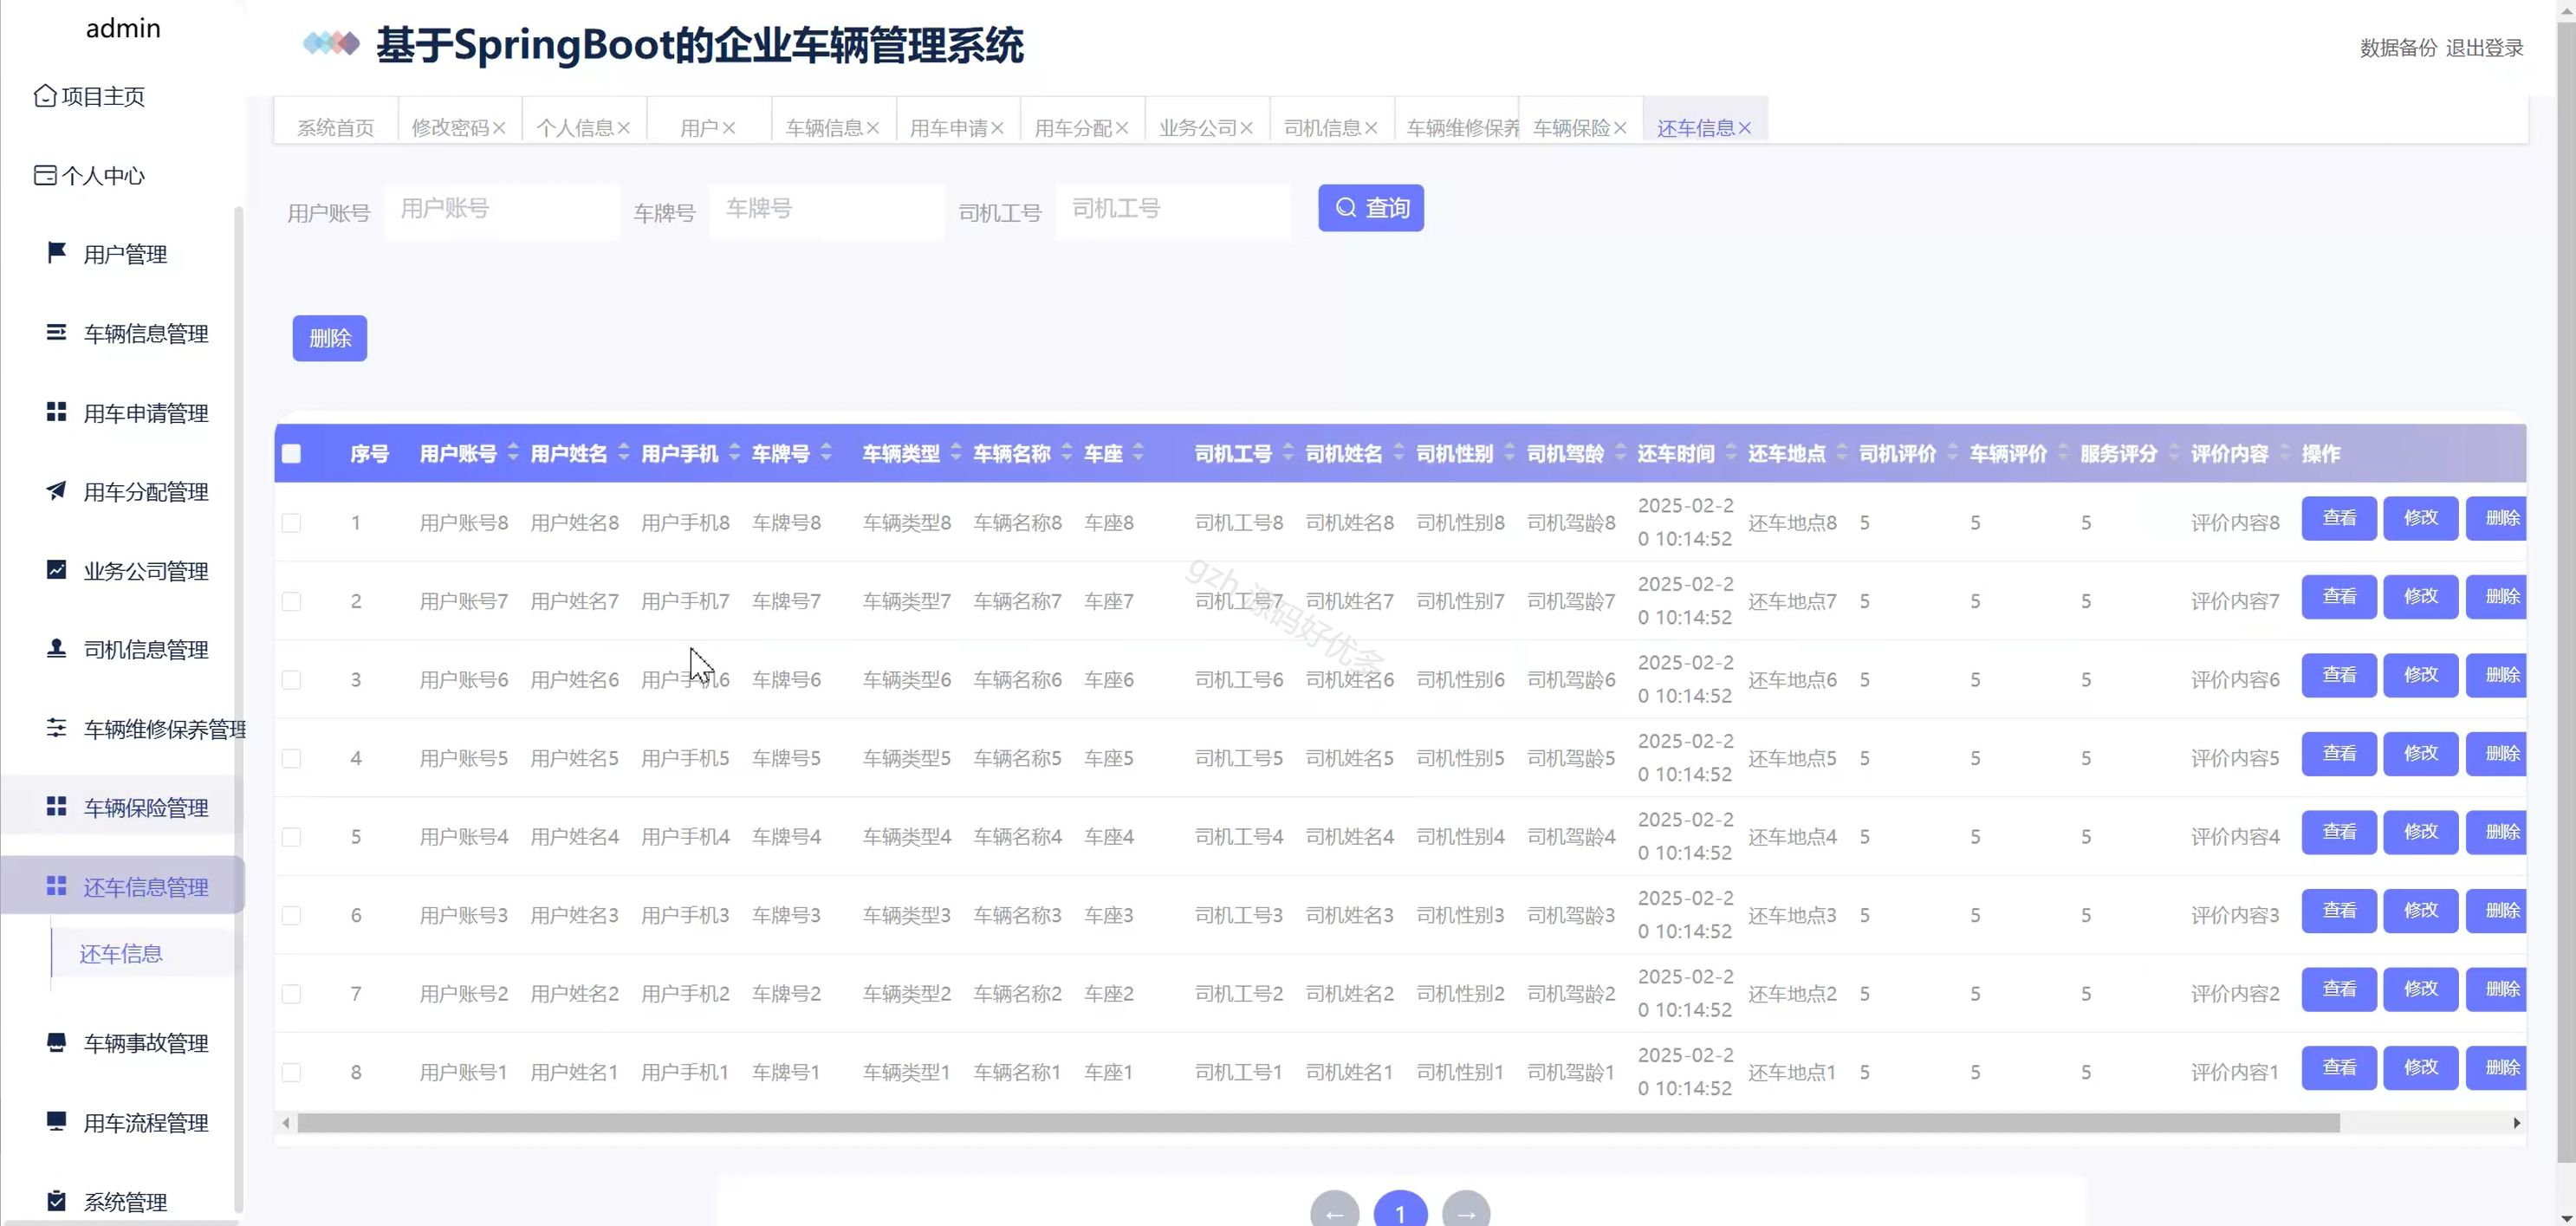 admin
基于SpringBoot的企业车辆管理系统
数据备份 退出登录
项目主页
个人中心
用户管理
车辆信息管理
用车申请管理
用车分配管理
业务公司管理
司机信息管理
车辆维修保养管理
车辆保险管理
还车信息管理
还车信息
车辆事故管理
用车流程管理
系统管理
系统首页 修改密码× 个人信息× 用户× 车辆信息× 用车申请× 用车分配× 业务公司× 司机信息× 车辆维修保养 车辆保险× 还车信息×
用户账号 用户账号 车牌号 车牌号 司机工号 司机工号 查询
删除
序号 用户账号 用户姓名 用户手机 车牌号 车辆类型 车辆名称 车座 司机工号 司机姓名 司机性别 司机驾龄 还车时间 还车地点 司机评价 车辆评价 服务评分 评价内容 操作
1 用户账号8 用户姓名8 用户手机8 车牌号8 车辆类型8 车辆名称8 车座8 司机工号8 司机姓名8 司机性别8 司机驾龄8 2025-02-20 10:14:52 还车地点8 5 5 5 评价内容8 查看 修改 删除
2 用户账号7 用户姓名7 用户手机7 车牌号7 车辆类型7 车辆名称7 车座7 司机工号7 司机姓名7 司机性别7 司机驾龄7 2025-02-20 10:14:52 还车地点7 5 5 5 评价内容7 查看 修改 删除
3 用户账号6 用户姓名6 用户手机6 车牌号6 车辆类型6 车辆名称6 车座6 司机工号6 司机姓名6 司机性别6 司机驾龄6 2025-02-20 10:14:52 还车地点6 5 5 5 评价内容6 查看 修改 删除
4 用户账号5 用户姓名5 用户手机5 车牌号5 车辆类型5 车辆名称5 车座5 司机工号5 司机姓名5 司机性别5 司机驾龄5 2025-02-20 10:14:52 还车地点5 5 5 5 评价内容5 查看 修改 删除
5 用户账号4 用户姓名4 用户手机4 车牌号4 车辆类型4 车辆名称4 车座4 司机工号4 司机姓名4 司机性别4 司机驾龄4 2025-02-20 10:14:52 还车地点4 5 5 5 评价内容4 查看 修改 删除
6 用户账号3 用户姓名3 用户手机3 车牌号3 车辆类型3 车辆名称3 车座3 司机工号3 司机姓名3 司机性别3 司机驾龄3 2025-02-20 10:14:52 还车地点3 5 5 5 评价内容3 查看 修改 删除
7 用户账号2 用户姓名2 用户手机2 车牌号2 车辆类型2 车辆名称2 车座2 司机工号2 司机姓名2 司机性别2 司机驾龄2 2025-02-20 10:14:52 还车地点2 5 5 5 评价内容2 查看 修改 删除
8 用户账号1 用户姓名1 用户手机1 车牌号1 车辆类型1 车辆名称1 车座1 司机工号1 司机姓名1 司机性别1 司机驾龄1 2025-02-20 10:14:52 还车地点1 5 5 5 评价内容1 查看 修改 删除
gzh 源码好优多
← 1 →